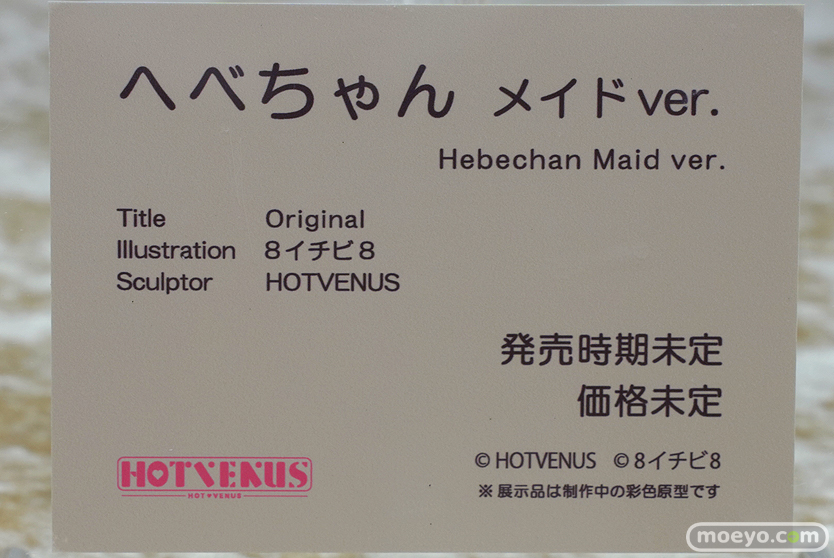 へべちゃん メイドver.
Hebechan Maid ver.
Title Original
Illustration 8イチビ8
Sculptor HOTVENUS
発売時期未定
価格未定
© HOTVENUS © 8イチビ8
※展示品は制作中の彩色原型です
HOTVENUS
HOT♥VENUS
moeyo.com